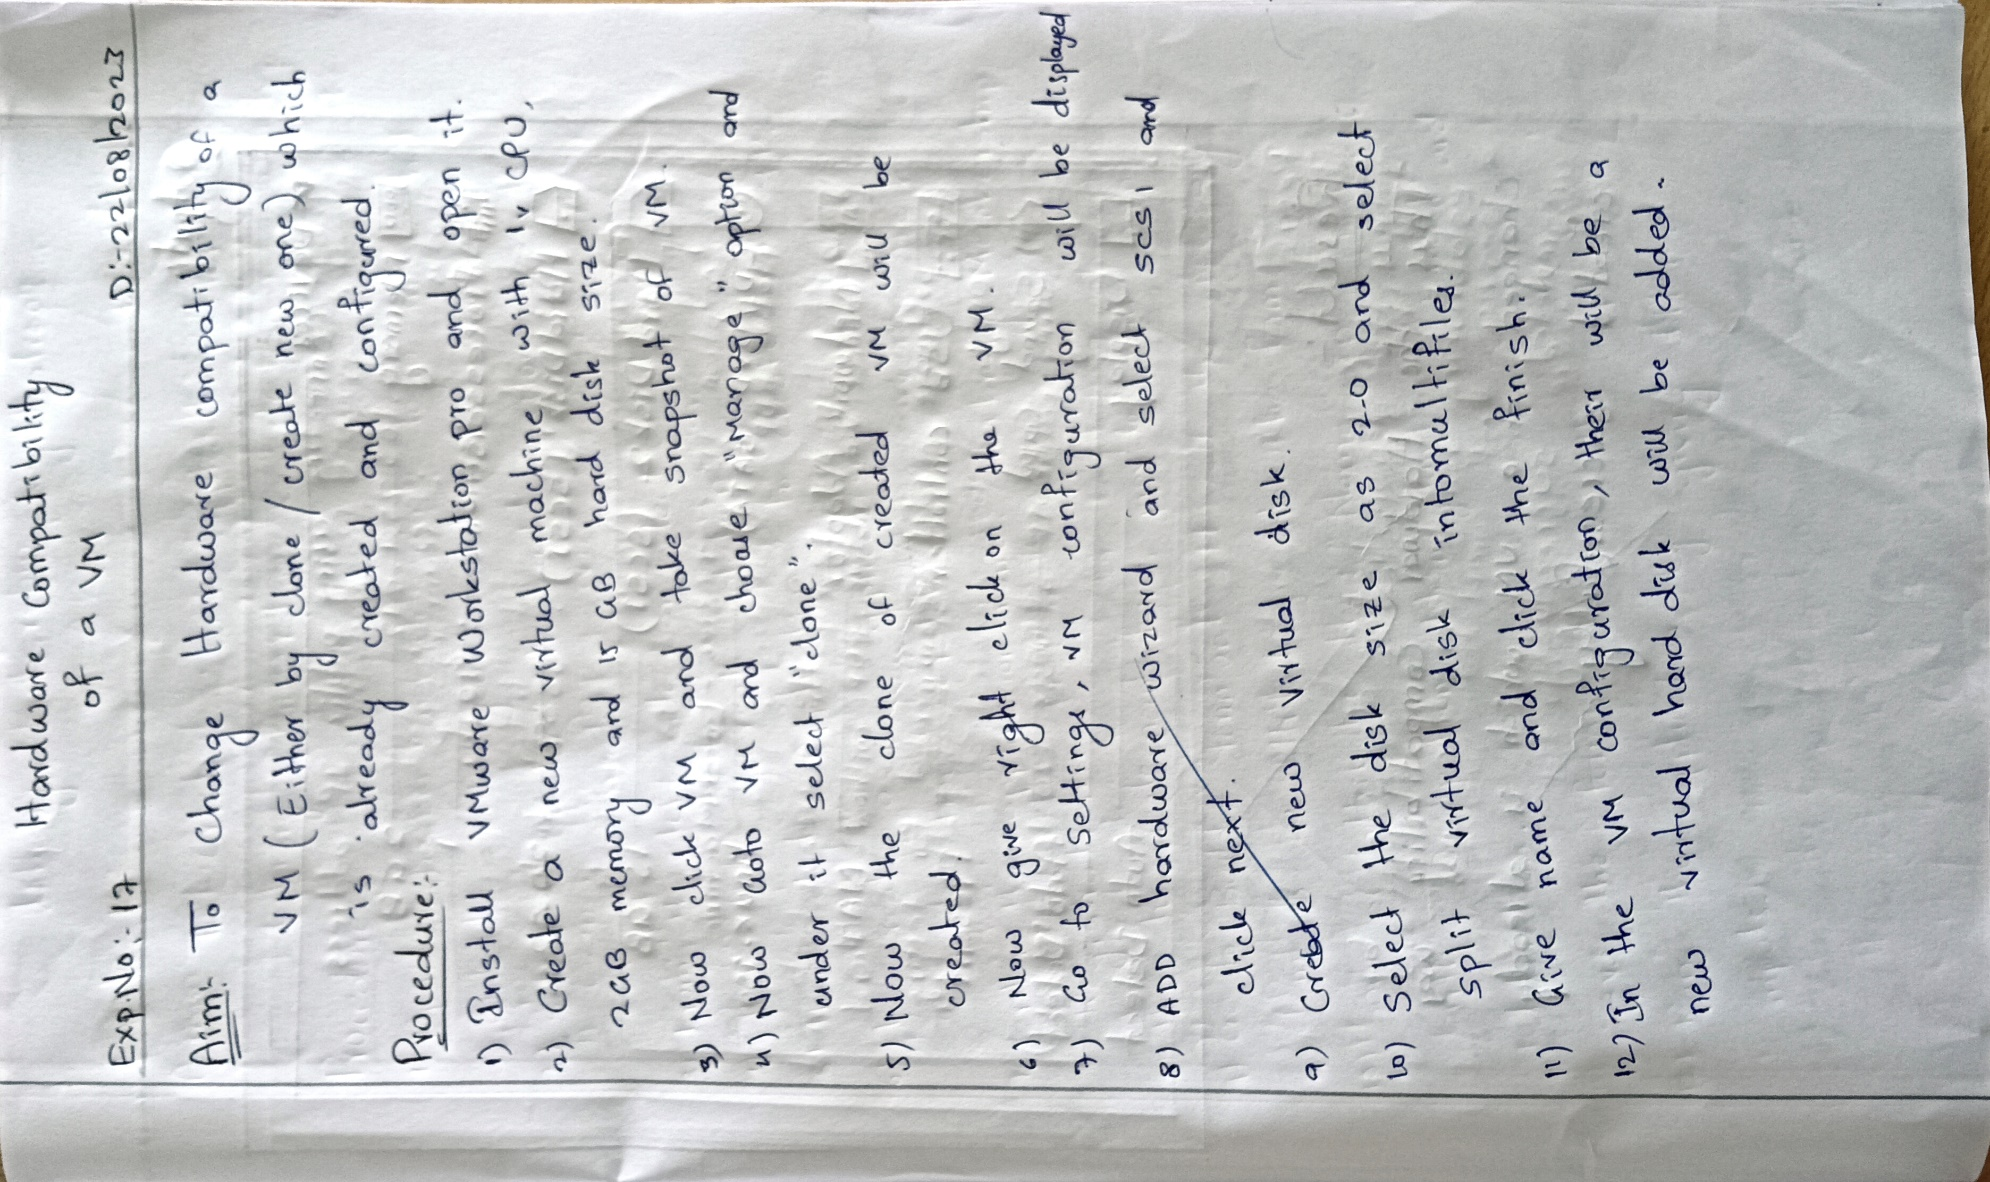 Hardware Compatibility
of a VM
Exp.No:- 17 D:-22/08/2023
Aim:- To change Hardware compatibility of a
VM (Either by clone/create new one) which
is already created and configured.
Procedure:-
1) Install VMware Workstation pro and open it.
2) Create a new virtual machine with 1v CPU,
2GB memory and 15 GB hard disk size.
3) Now click VM and take snapshot of VM.
4) Now Goto VM and choose "Manage" option and
under it select "clone".
5) Now the clone of created VM will be
created.
6) Now give right click on the VM.
7) Go to settings, VM configuration will be displayed
8) ADD hardware wizard and select SCSI and
click next.
9) Create new virtual disk.
10) Select the disk size as 2.0 and select
split virtual disk intomultifiles.
11) Give name and click the finish.
12) In the VM configuration, their will be a
new virtual hard disk will be added.